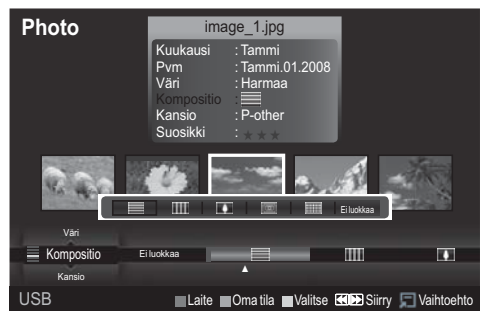 Photo
image_1.jpg
Kuukausi : Tammi
Pvm : Tammi.01.2008
Väri : Harmaa
Kompositio :
Kansio : P-other
Suosikki : ★★★
Ei luokkaa
Väri
Kompositio Ei luokkaa
Kansio
USB Laite Oma tila Valitse Siirry Vaihtoehto